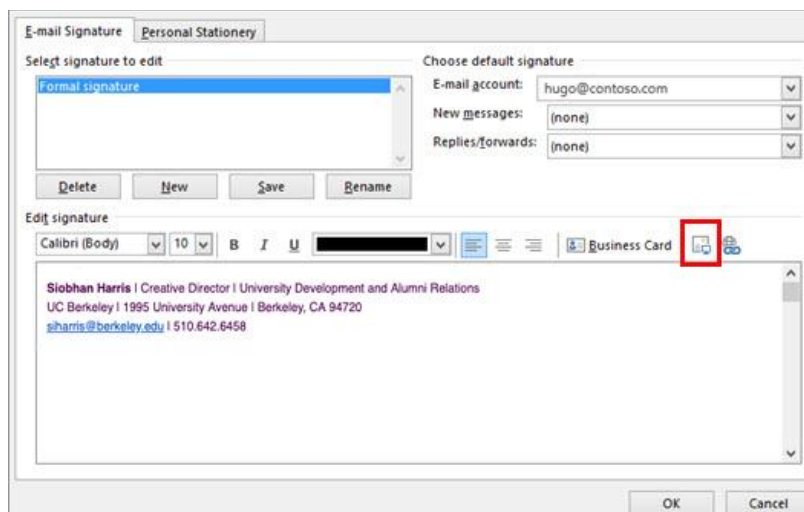 E-mail Signature Personal Stationery
Select signature to edit Choose default signature
Formal signature
E-mail account: hugo@contoso.com
New messages: (none)
Replies/forwards: (none)
Delete New Save Rename
Edit signature
Calibri (Body) 10 B I U Business Card
Siobhan Harris | Creative Director | University Development and Alumni Relations
UC Berkeley | 1995 University Avenue | Berkeley, CA 94720
siharris@berkeley.edu | 510.642.6458
OK Cancel